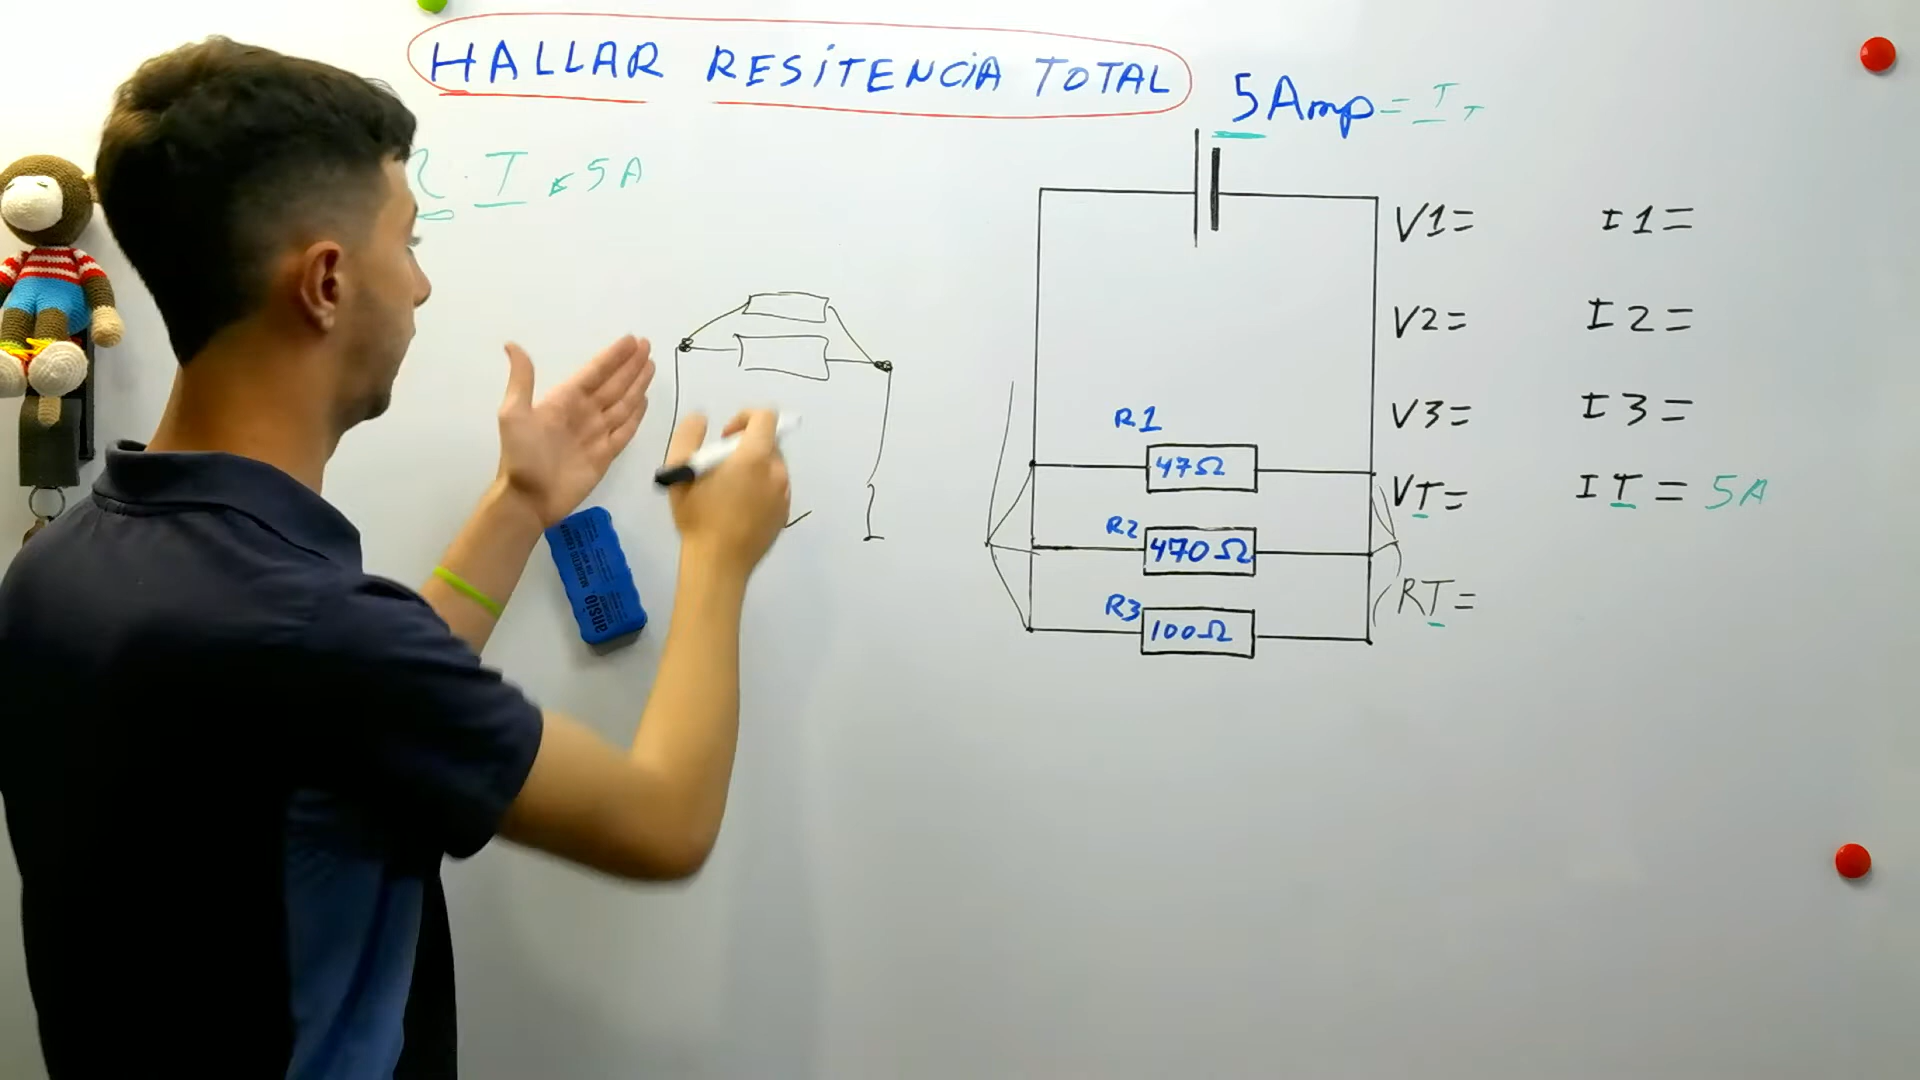 HALLAR RESITENCIA TOTAL
5Amp = IT
R . I 5A
V1= I1=
V2= I2=
V3= I3=
VT= IT = 5A
RT=
R1
47Ω
R2
470Ω
R3
100Ω
ansio